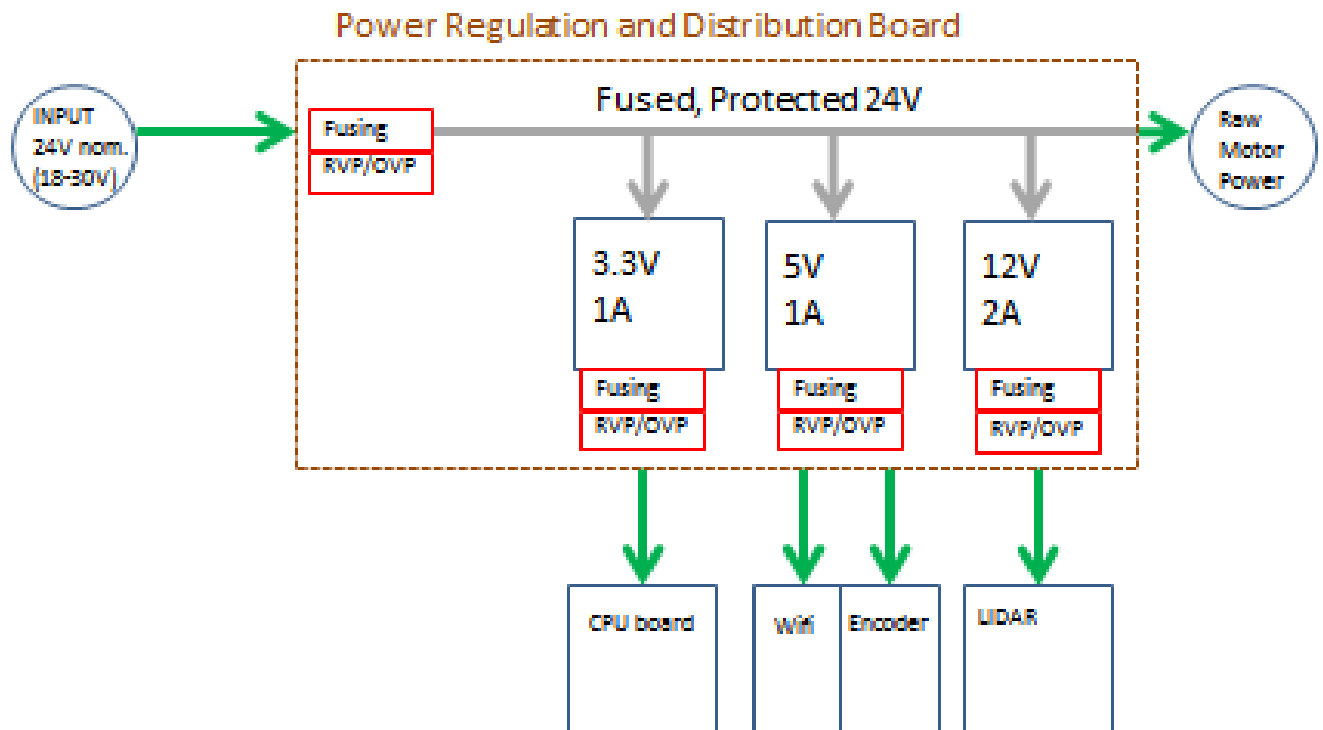 Power Regulation and Distribution Board
INPUT
24V nom.
(18-30V)
Fusing
RVP/OVP
Fused, Protected 24V
Raw
Motor
Power
3.3V
1A
Fusing
RVP/OVP
5V
1A
Fusing
RVP/OVP
12V
2A
Fusing
RVP/OVP
CPU board
Wifi
Encoder
LIDAR